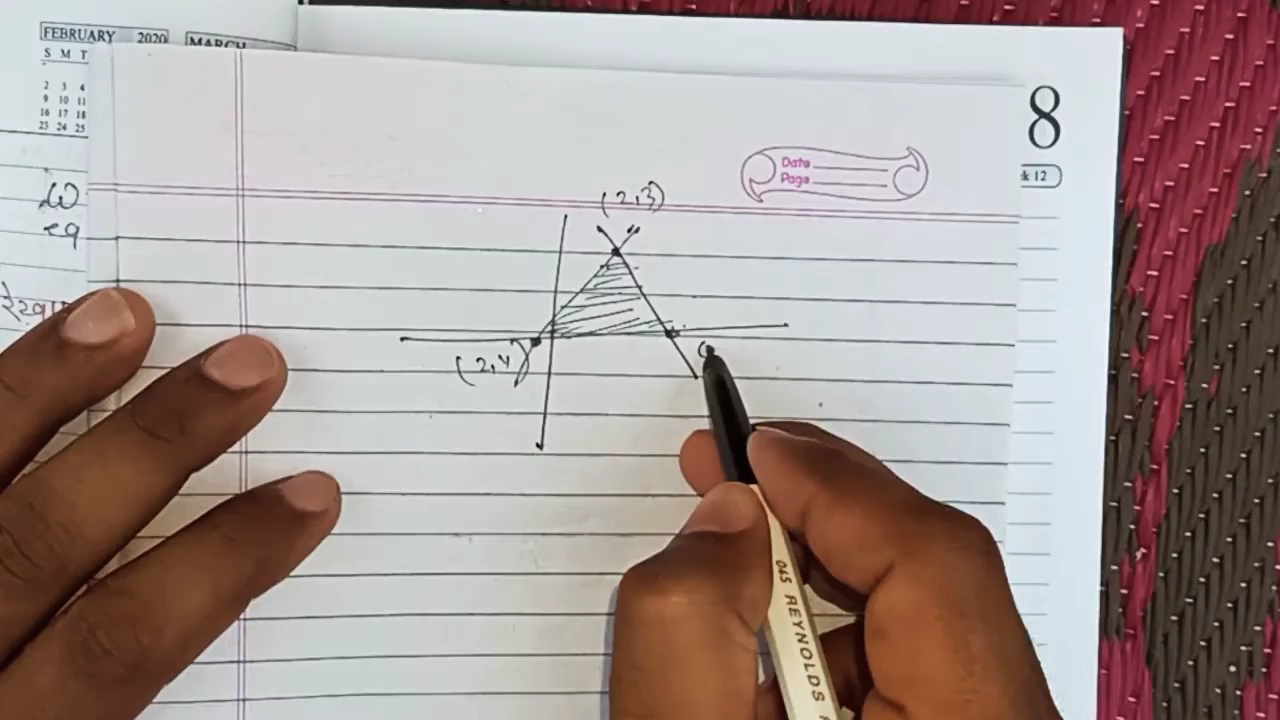 FEBRUARY 2020 MARCH
S M T
2 3 4
9 10 11
16 17 18
23 24 25
8
k 12
Date
Page
(2,3)
(2,4)
(
045 REYNOLDS